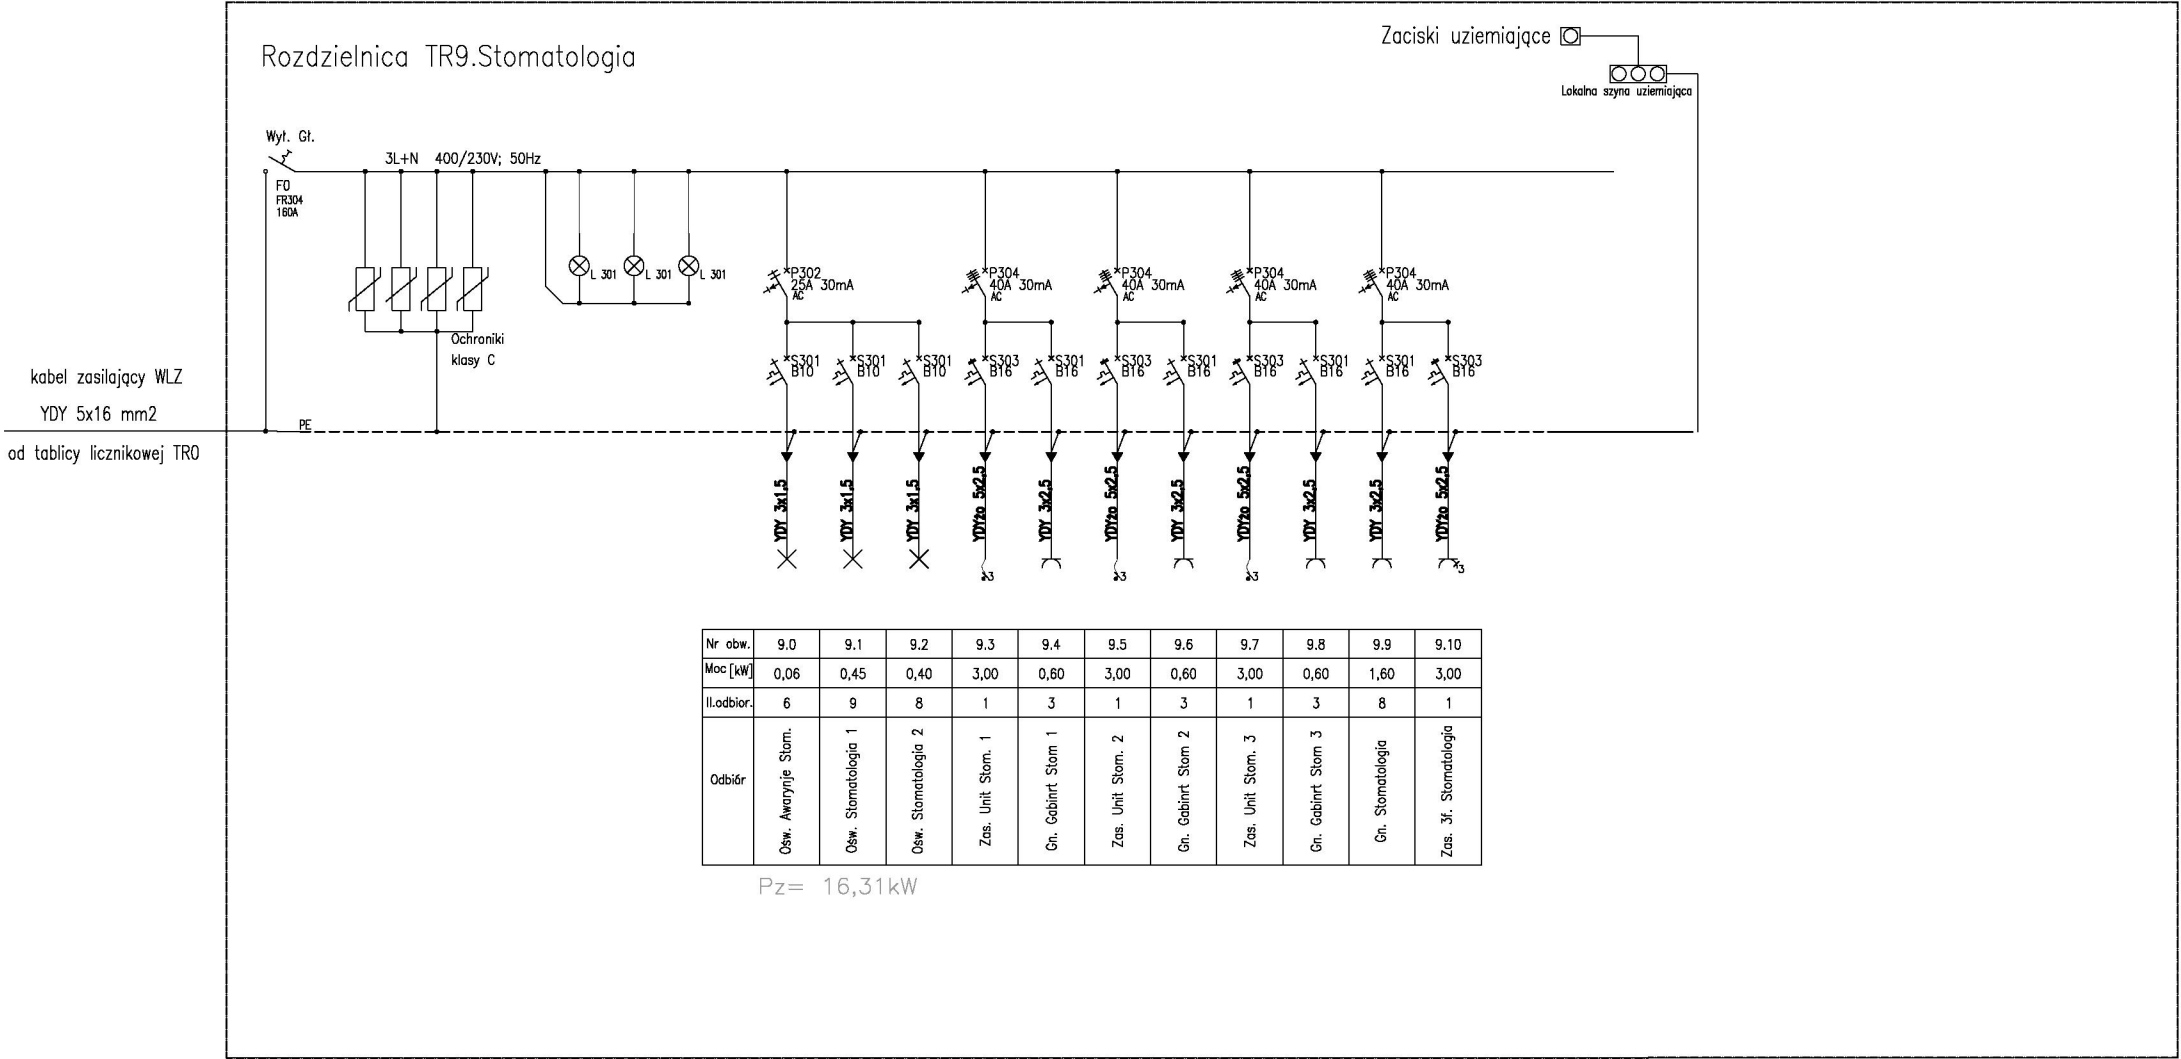 Rozdzielnica TR9.Stomatologia
Zaciski uziemiające
Lokalna szyna uziemiająca
Wył. Gł.
3L+N 400/230V; 50Hz
F0
FR304
160A
L 301
L 301
L 301
Ochroniki
klasy C
P302
25A 30mA
AC
P304
40A 30mA
AC
P304
40A 30mA
AC
P304
40A 30mA
AC
P304
40A 30mA
AC
S301
B10
S301
B10
S301
B10
S303
B16
S301
B16
S303
B16
S301
B16
S303
B16
S301
B16
S301
B16
S303
B16
kabel zasilający WLZ
YDY 5x16 mm2
od tablicy licznikowej TR0
PE
YDY 3x1,5
YDY 3x1,5
YDY 3x1,5
YDYżo 5x2,5
YDY 3x2,5
YDYżo 5x2,5
YDY 3x2,5
YDYżo 5x2,5
YDY 3x2,5
YDY 3x2,5
YDYżo 5x2,5
3
3
3
3
Nr obw. 9.0 9.1 9.2 9.3 9.4 9.5 9.6 9.7 9.8 9.9 9.10
Moc [kW] 0,06 0,45 0,40 3,00 0,60 3,00 0,60 3,00 0,60 1,60 3,00
Il.odbior. 6 9 8 1 3 1 3 1 3 8 1
Odbiór
Ośw. Awarynje Stom.
Ośw. Stomatologia 1
Ośw. Stomatologia 2
Zas. Unit Stom. 1
Gn. Gabinrt Stom 1
Zas. Unit Stom. 2
Gn. Gabinrt Stom 2
Zas. Unit Stom. 3
Gn. Gabinrt Stom 3
Gn. Stomatologia
Zas. 3f. Stomatologia
Pz= 16,31kW